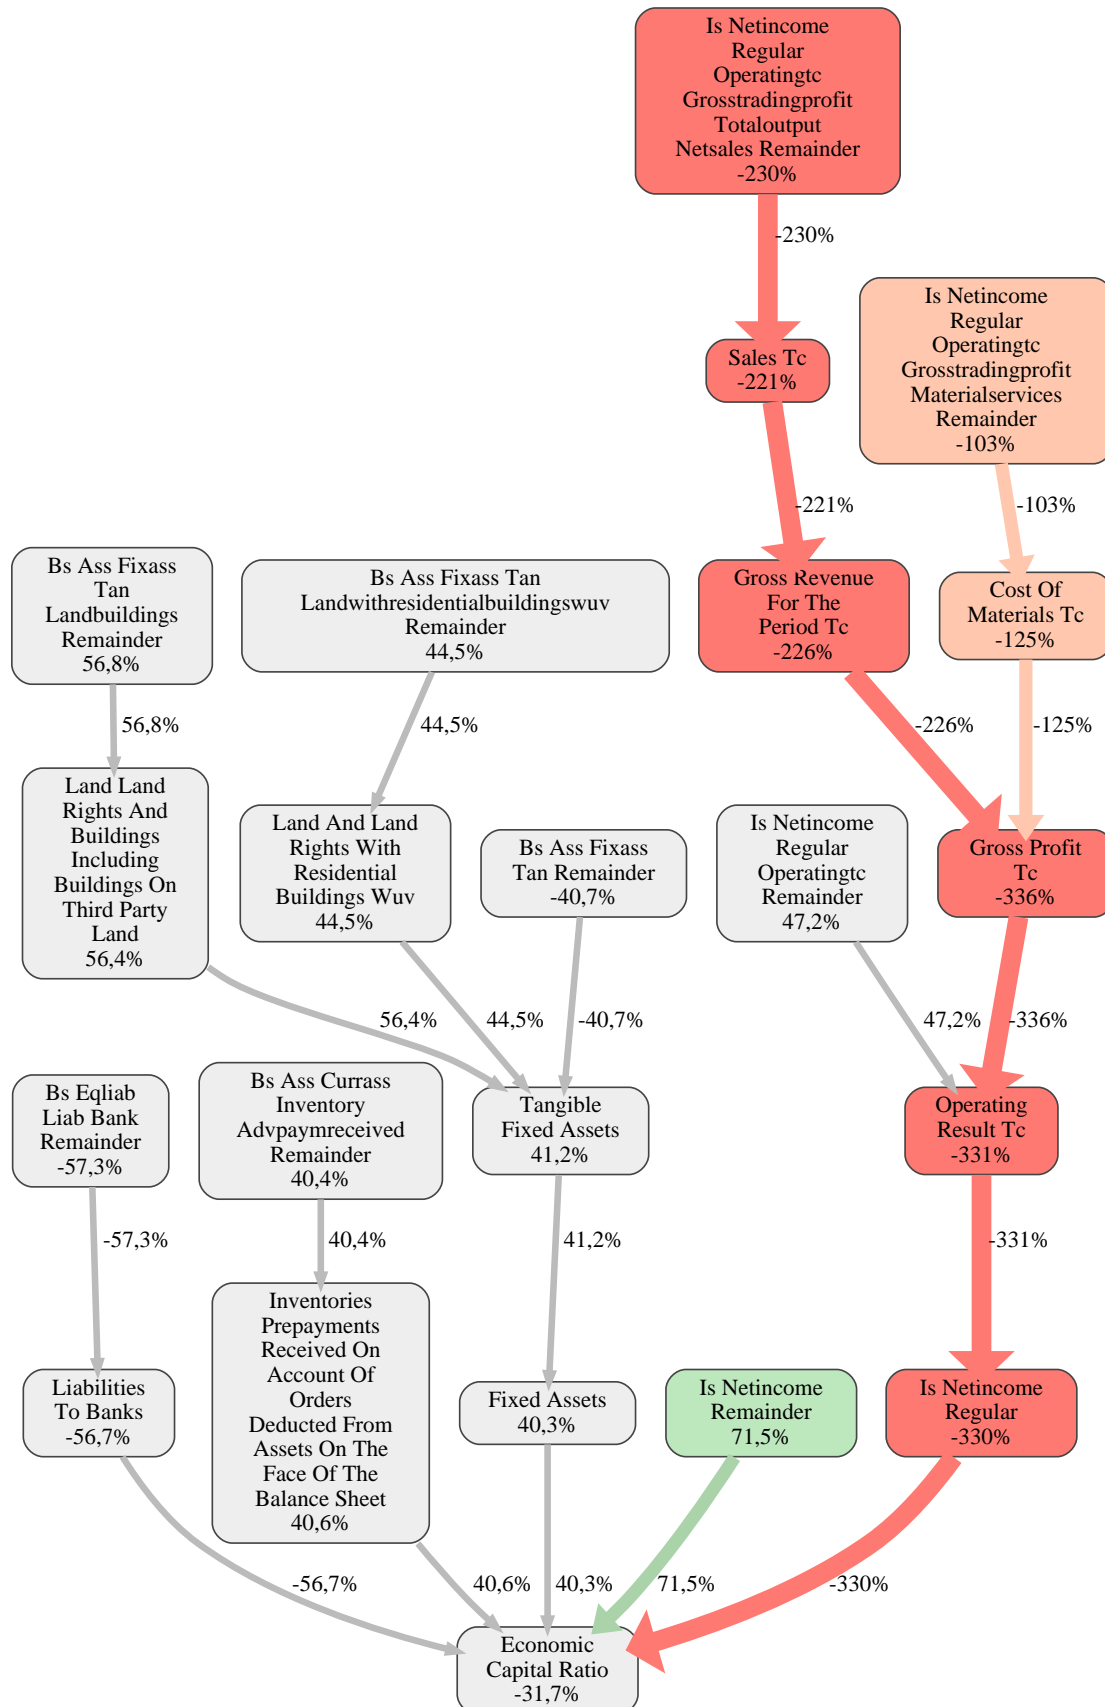 Is Netincome
Regular
Operatingtc
Grosstradingprofit
Totaloutput
Netsales Remainder
-230%
-230%
Is Netincome
Regular
Operatingtc
Grosstradingprofit
Materialservices
Remainder
-103%
Sales Tc
-221%
-221%
-103%
Bs Ass Fixass
Tan
Landbuildings
Remainder
56,8%
Bs Ass Fixass Tan
Landwithresidentialbuildingswuv
Remainder
44,5%
Gross Revenue
For The
Period Tc
-226%
Cost Of
Materials Tc
-125%
56,8%
44,5%
-226%
-125%
Land Land
Rights And
Buildings
Including
Buildings On
Third Party
Land
56,4%
Land And Land
Rights With
Residential
Buildings Wuv
44,5%
Bs Ass Fixass
Tan Remainder
-40,7%
Is Netincome
Regular
Operatingtc
Remainder
47,2%
Gross Profit
Tc
-336%
56,4%
44,5%
-40,7%
47,2%
-336%
Bs Eqliab
Liab Bank
Remainder
-57,3%
Bs Ass Currass
Inventory
Advpaymreceived
Remainder
40,4%
Tangible
Fixed Assets
41,2%
Operating
Result Tc
-331%
-57,3%
40,4%
41,2%
-331%
Liabilities
To Banks
-56,7%
Inventories
Prepayments
Received On
Account Of
Orders
Deducted From
Assets On The
Face Of The
Balance Sheet
40,6%
Fixed Assets
40,3%
Is Netincome
Remainder
71,5%
Is Netincome
Regular
-330%
-56,7%
40,6%
40,3%
71,5%
-330%
Economic
Capital Ratio
-31,7%